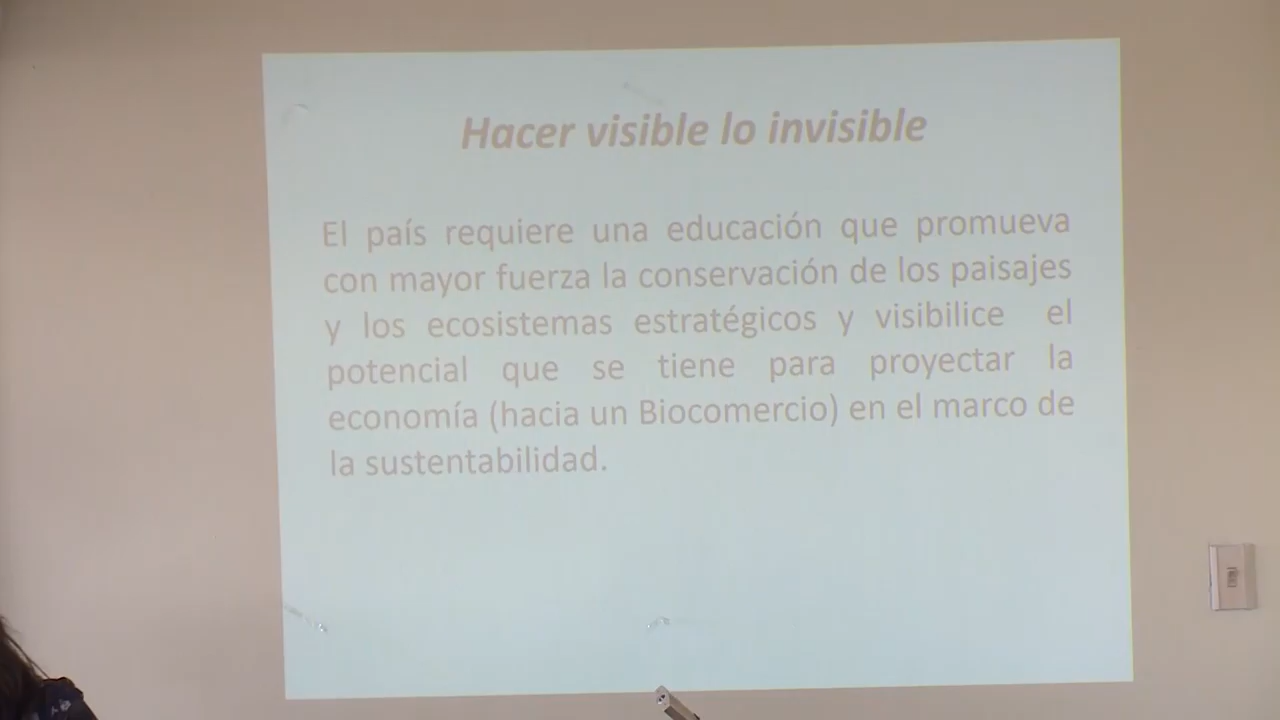 Hacer visible lo invisible
El país requiere una educación que promueva
con mayor fuerza la conservación de los paisajes
y los ecosistemas estratégicos y visibilice el
potencial que se tiene para proyectar la
economía (hacia un Biocomercio) en el marco de
la sustentabilidad.